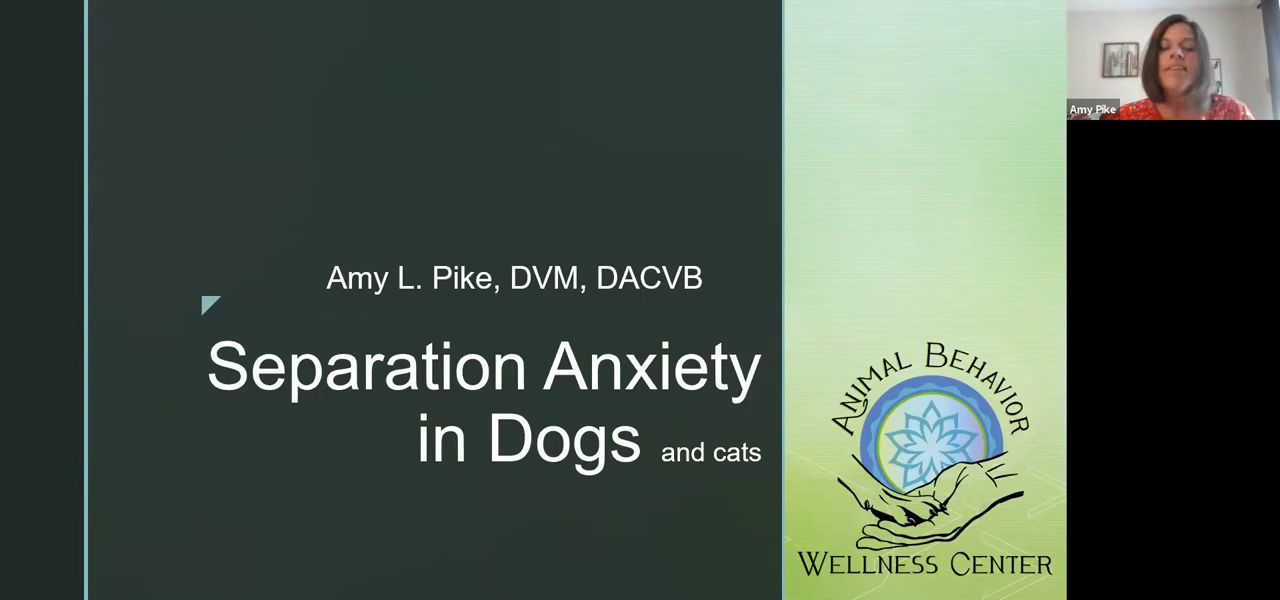 Amy L. Pike, DVM, DACVB
Separation Anxiety
in Dogs and cats
ANIMAL BEHAVIOR
WELLNESS CENTER
Amy Pike